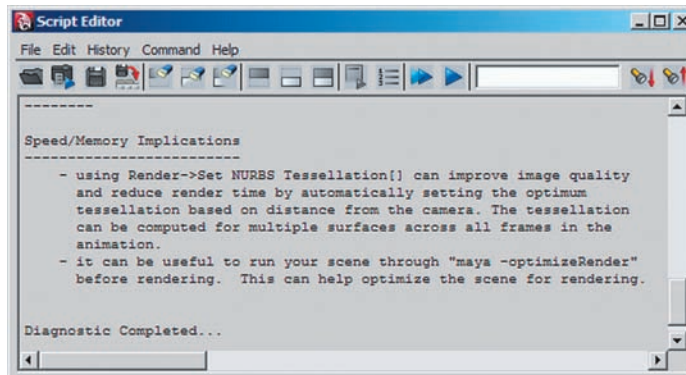 Script Editor
File Edit History Command Help
--------
Speed/Memory Implications
-------------------------
- using Render->Set NURBS Tessellation[] can improve image quality
and reduce render time by automatically setting the optimum
tessellation based on distance from the camera. The tessellation
can be computed for multiple surfaces across all frames in the
animation.
- it can be useful to run your scene through "maya -optimizeRender"
before rendering.  This can help optimize the scene for rendering.
Diagnostic Completed...